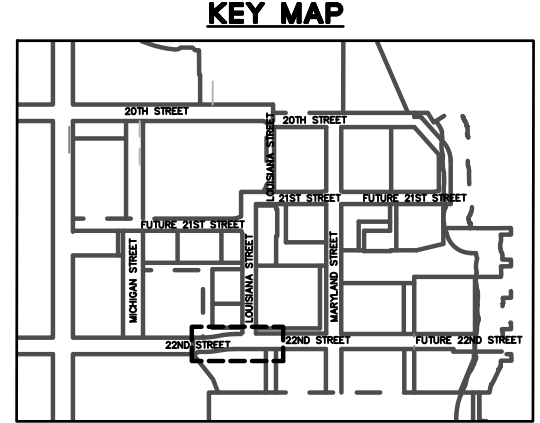 KEY MAP
20TH STREET
20TH STREET
LOUISIANA STREET
21ST STREET
FUTURE 21ST STREET
FUTURE 21ST STREET
MICHIGAN STREET
LOUISIANA STREET
MARYLAND STREET
22ND STREET
22ND STREET
FUTURE 22ND STREET